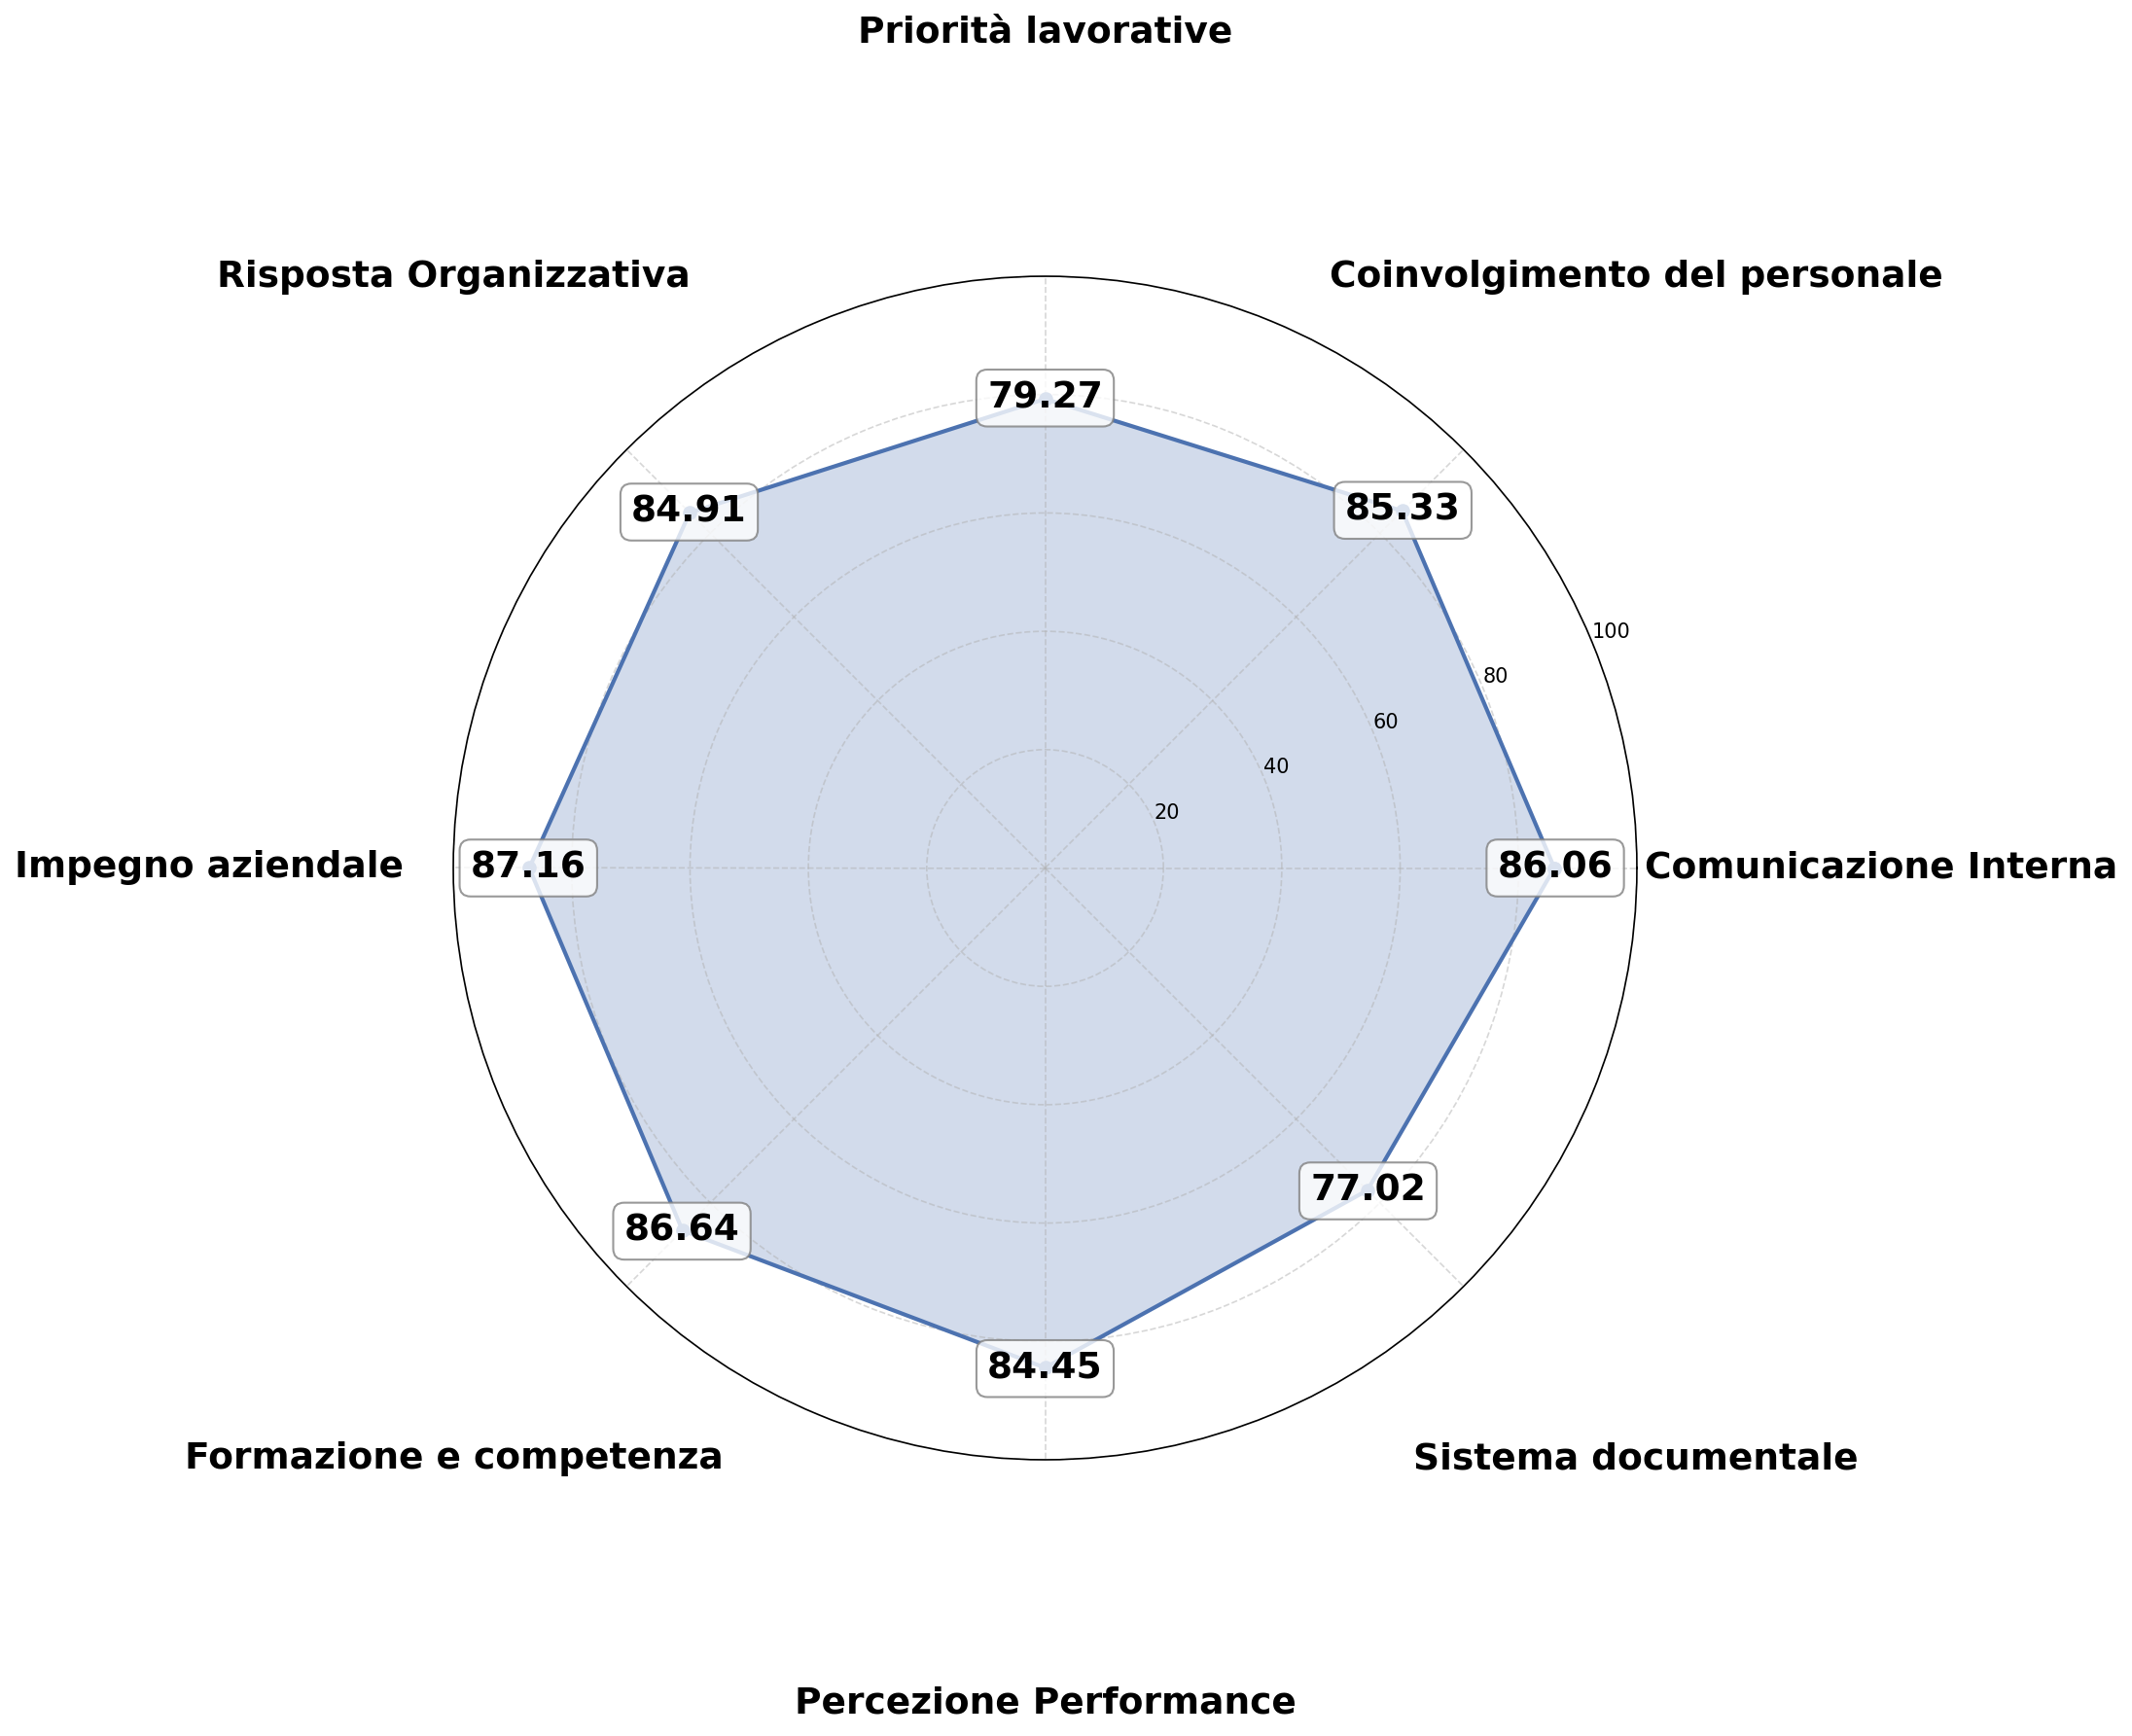 Priorità lavorative
Risposta Organizzativa
Coinvolgimento del personale
79.27
84.91
85.33
100
80
60
40
20
Impegno aziendale
87.16
86.06
Comunicazione Interna
77.02
86.64
84.45
Formazione e competenza
Sistema documentale
Percezione Performance